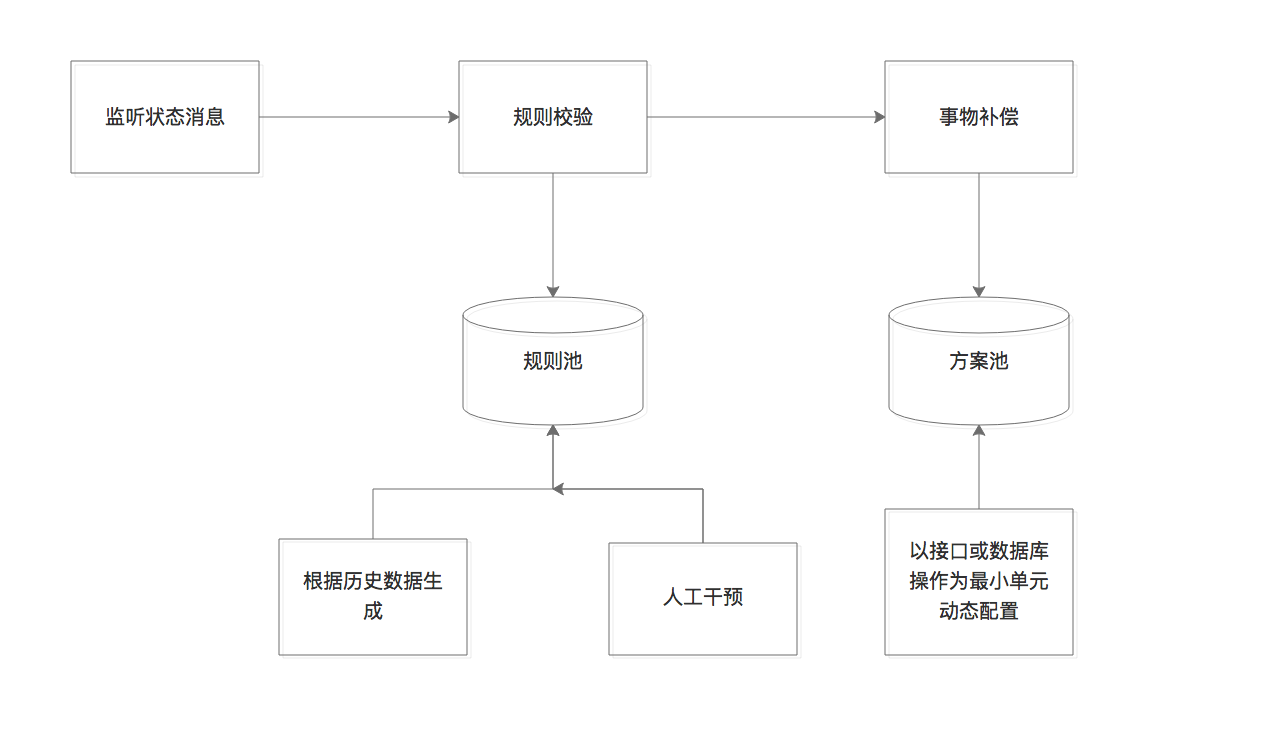 监听状态消息
规则校验
事物补偿
规则池
方案池
根据历史数据生
成
人工干预
以接口或数据库
操作为最小单元
动态配置